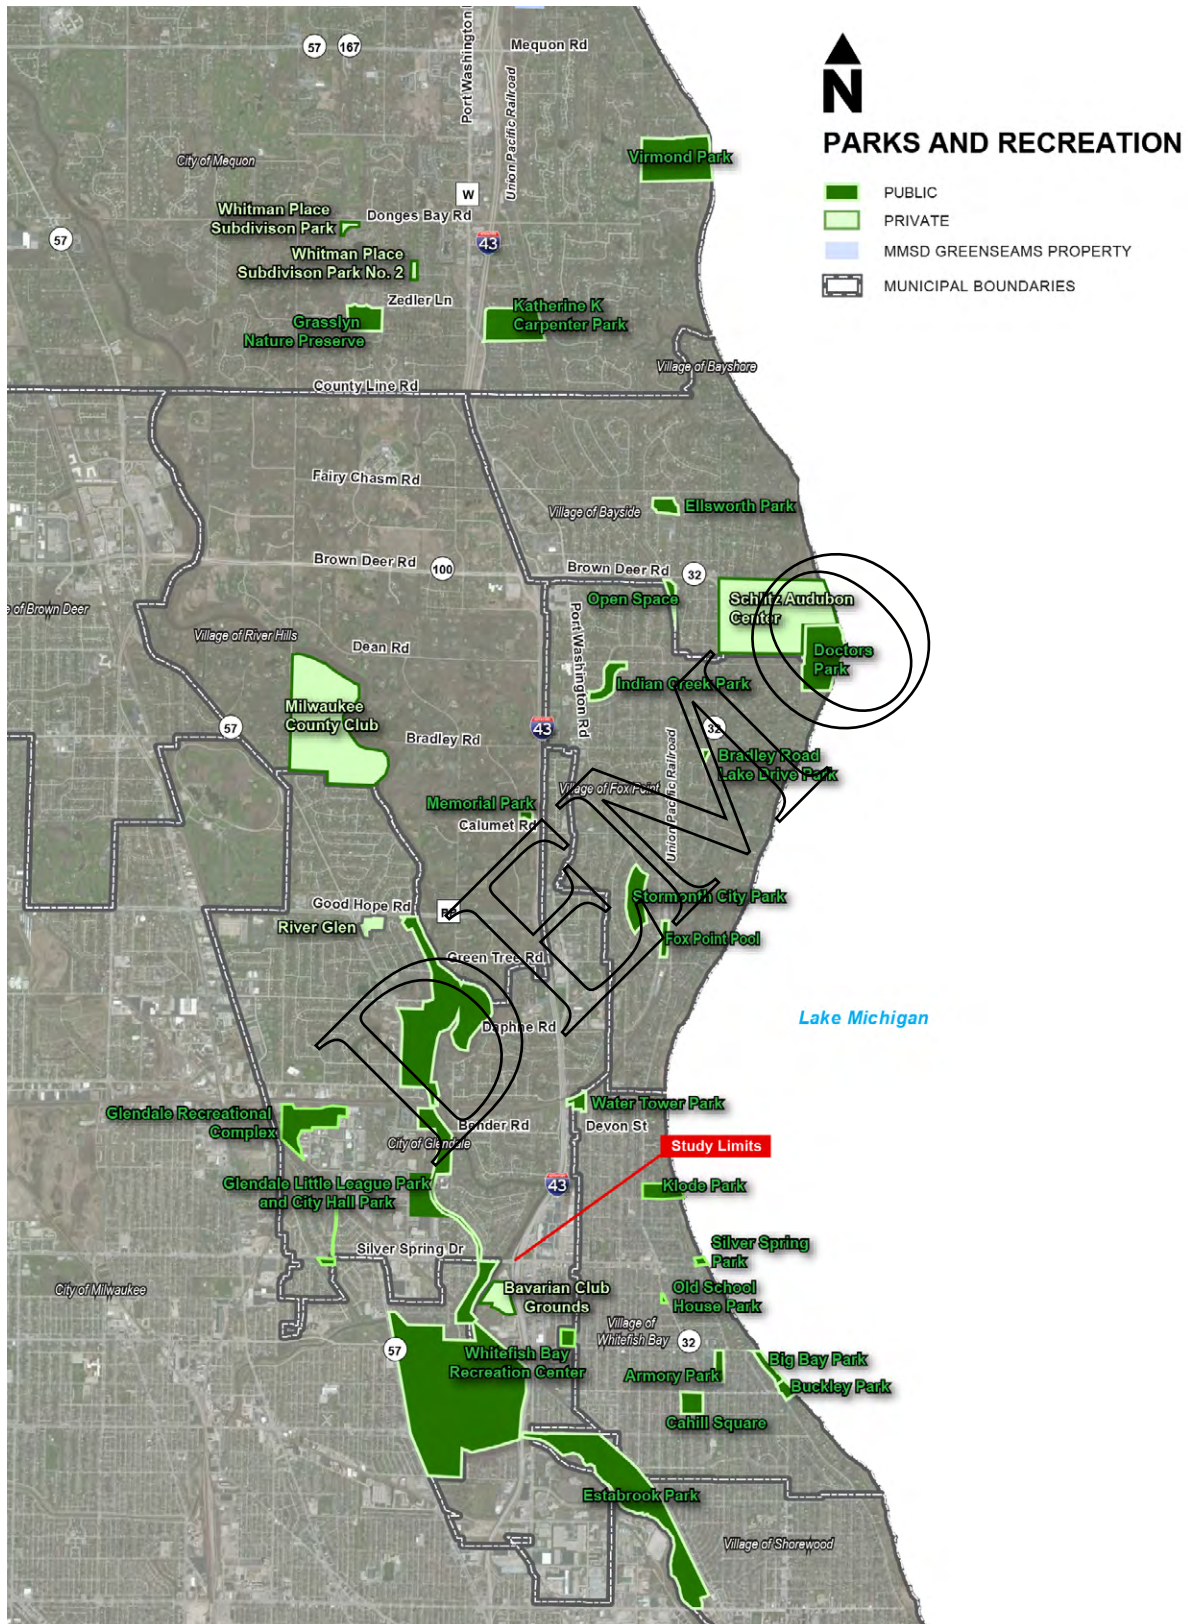 Mequon Rd
57
167
Port Washington
Union Pacific Railroad
N
PARKS AND RECREATION
PUBLIC
PRIVATE
MMSD GREENSEAMS PROPERTY
MUNICIPAL BOUNDARIES
City of Mequon
Virmond Park
W
Whitman Place
Subdivison Park
Donges Bay Rd
57
43
Whitman Place
Subdivison Park No. 2
Zedler Ln
Grasslyn
Nature Preserve
Katherine K
Carpenter Park
Village of Bayshore
County Line Rd
Fairy Chasm Rd
Village of Bayside
Ellsworth Park
Brown Deer Rd
100
Brown Deer Rd
32
Open Space
Schlitz Audubon
Center
e of Brown Deer
Village of River Hills
Dean Rd
Port Washington Rd
Doctors
Park
Indian Creek Park
Milwaukee
County Club
57
Bradley Rd
43
32
Union Pacific Railroad
Bradley Road
Lake Drive Park
Village of Fox Point
Memorial Park
Calumet Rd
Stormonth City Park
Good Hope Rd
River Glen
Fox Point Pool
Green Tree Rd
Lake Michigan
Daphne Rd
Water Tower Park
Glendale Recreational
Complex
Bender Rd
Devon St
City of Glendale
Study Limits
Glendale Little League Park
and City Hall Park
43
Klode Park
Silver Spring Dr
Silver Spring
Park
City of Milwaukee
Bavarian Club
Grounds
Old School
House Park
Village of
Whitefish Bay
32
57
Whitefish Bay
Recreation Center
Big Bay Park
Armory Park
Buckley Park
Cahill Square
Estabrook Park
Village of Shorewood
DEMO